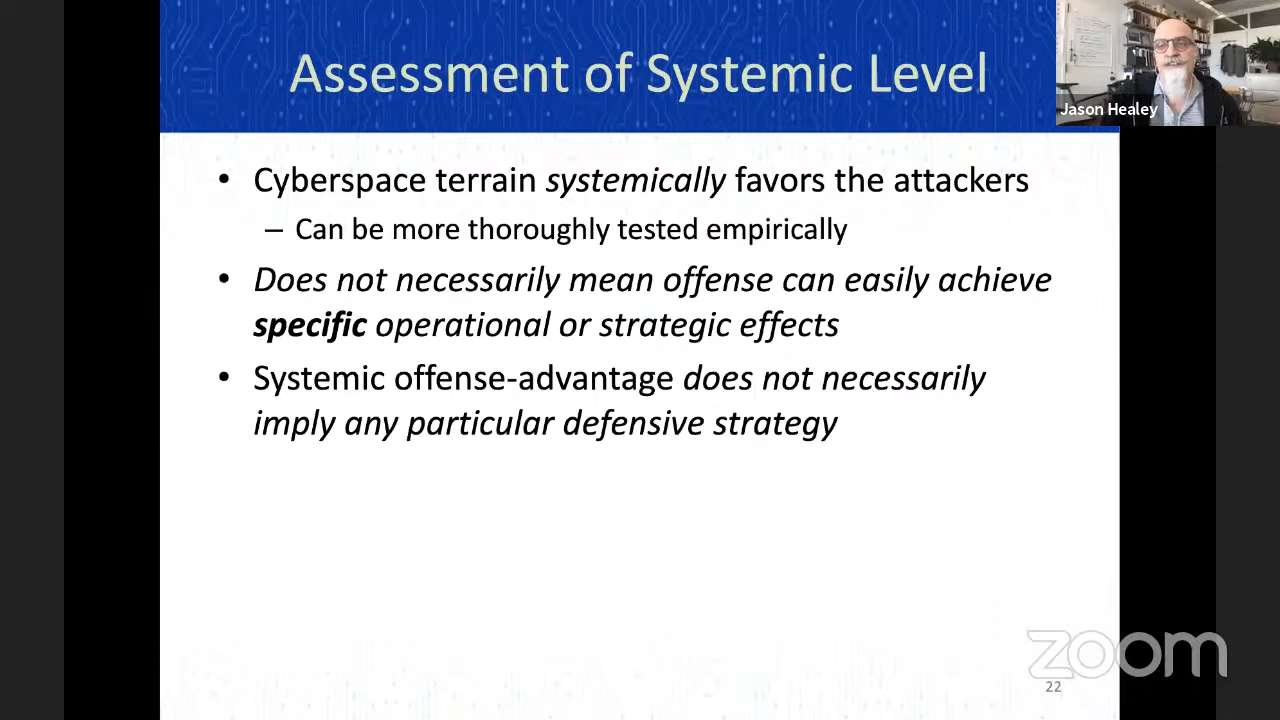 Assessment of Systemic Level
Jason Healey
• Cyberspace terrain systemically favors the attackers
– Can be more thoroughly tested empirically
• Does not necessarily mean offense can easily achieve
specific operational or strategic effects
• Systemic offense-advantage does not necessarily
imply any particular defensive strategy
zoom
22